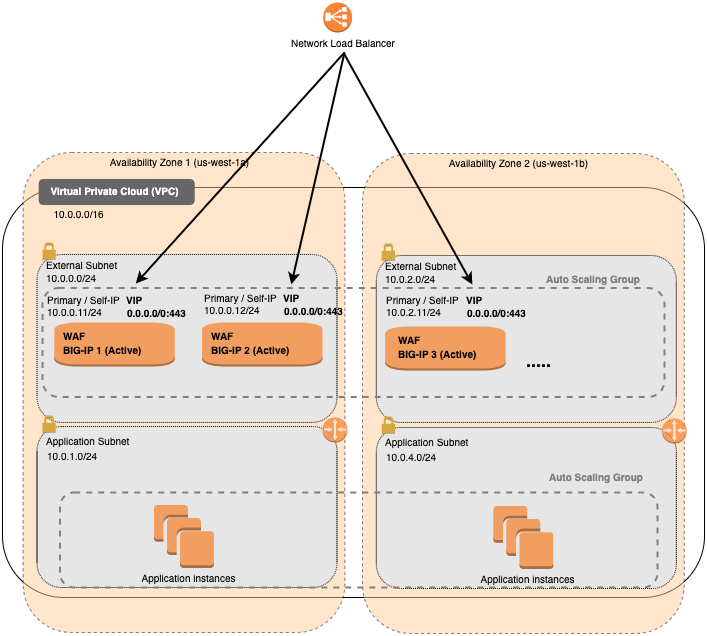 Network Load Balancer
Availability Zone 1 (us-west-1a)
Availability Zone 2 (us-west-1b)
Virtual Private Cloud (VPC)
10.0.0.0/16
External Subnet
10.0.0.0/24
Primary / Self-IP VIP
10.0.0.11/24 0.0.0.0/0:443
WAF
BIG-IP 1 (Active)
Primary / Self-IP VIP
10.0.0.12/24 0.0.0.0/0:443
WAF
BIG-IP 2 (Active)
External Subnet
10.0.2.0/24
Auto Scaling Group
Primary / Self-IP VIP
10.0.2.11/24 0.0.0.0/0:443
WAF
BIG-IP 3 (Active)
.....
Application Subnet
10.0.1.0/24
Application instances
Application Subnet
10.0.4.0/24
Auto Scaling Group
Application instances